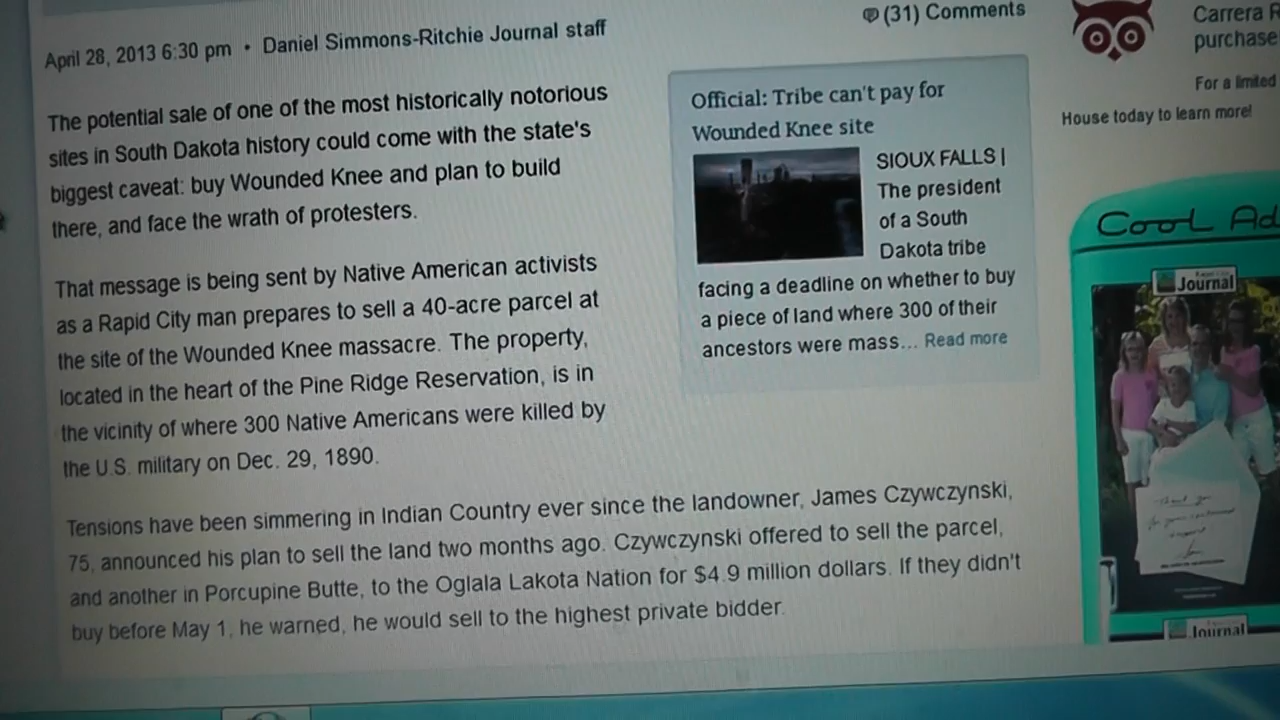 April 28, 2013 6:30 pm • Daniel Simmons-Ritchie Journal staff
(31) Comments
The potential sale of one of the most historically notorious
sites in South Dakota history could come with the state's
biggest caveat: buy Wounded Knee and plan to build
there, and face the wrath of protesters.
That message is being sent by Native American activists
as a Rapid City man prepares to sell a 40-acre parcel at
the site of the Wounded Knee massacre. The property,
located in the heart of the Pine Ridge Reservation, is in
the vicinity of where 300 Native Americans were killed by
the U.S. military on Dec. 29, 1890.
Tensions have been simmering in Indian Country ever since the landowner, James Czywczynski,
75, announced his plan to sell the land two months ago. Czywczynski offered to sell the parcel,
and another in Porcupine Butte, to the Oglala Lakota Nation for $4.9 million dollars. If they didn't
buy before May 1, he warned, he would sell to the highest private bidder.
Official: Tribe can't pay for
Wounded Knee site
SIOUX FALLS |
The president
of a South
Dakota tribe
facing a deadline on whether to buy
a piece of land where 300 of their
ancestors were mass... Read more
Carrera R
purchase
For a limited
House today to learn more!
Cool Ad
Journal
Thank you
Journal